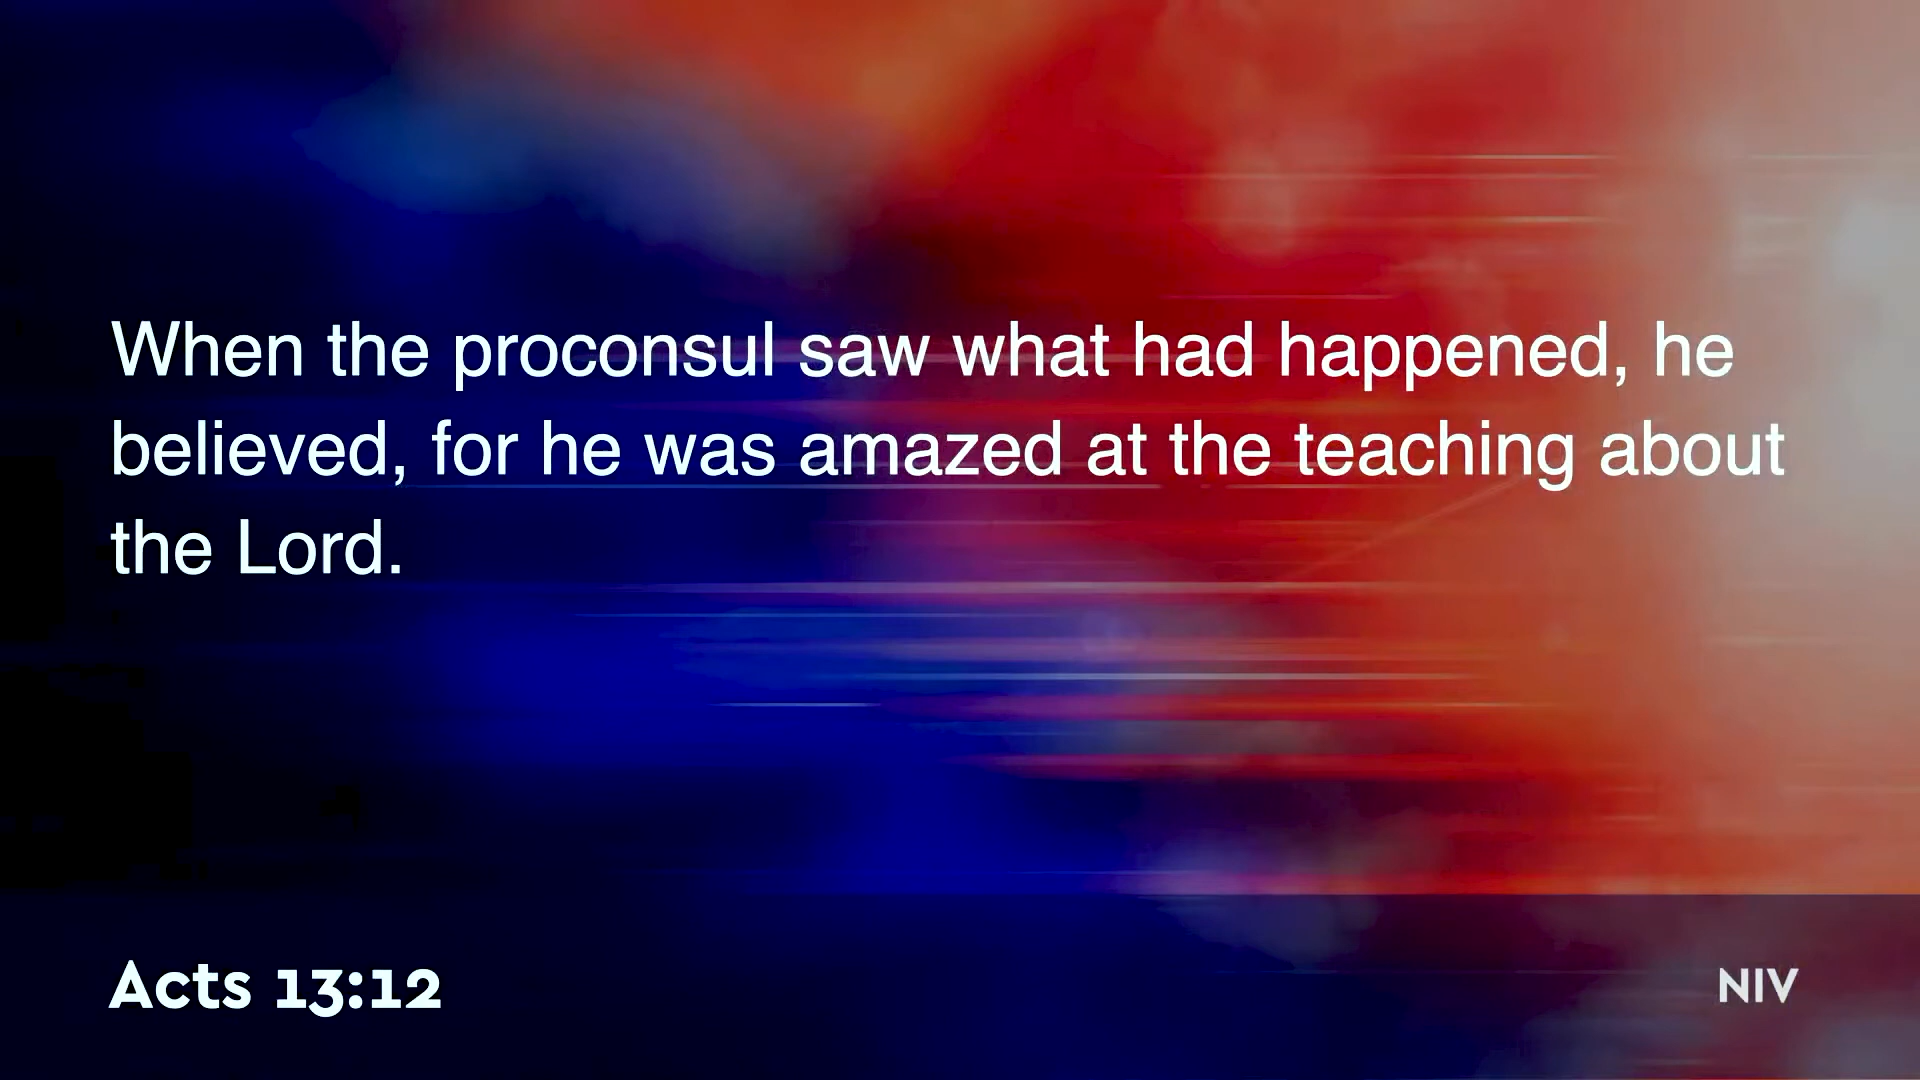 When the proconsul saw what had happened, he
believed, for he was amazed at the teaching about
the Lord.
Acts 13:12
NIV